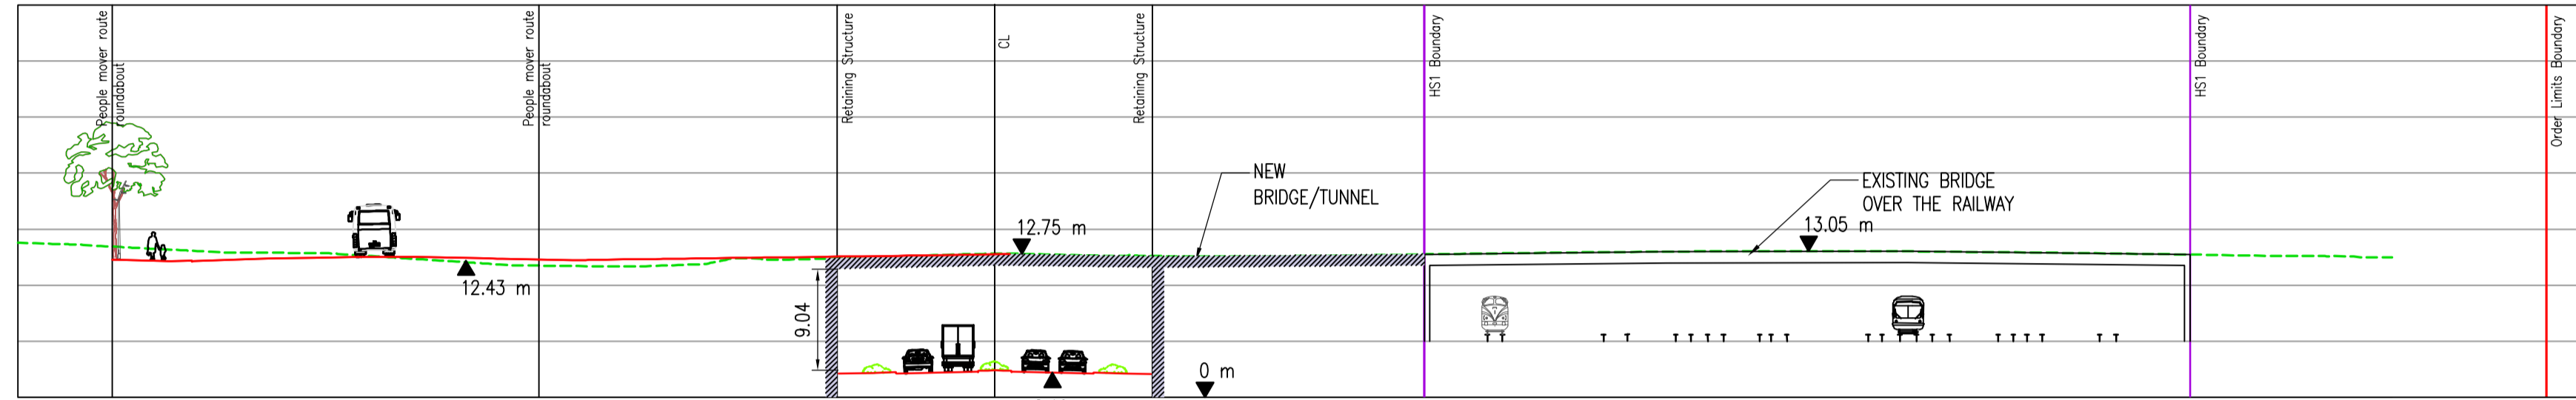 People mover route
roundabout
People mover route
roundabout
Retaining Structure
CL
Retaining Structure
HS1 Boundary
HS1 Boundary
Order Limits Boundary
NEW
BRIDGE/TUNNEL
EXISTING BRIDGE
OVER THE RAILWAY
12.75 m
13.05 m
12.43 m
9.04
0 m